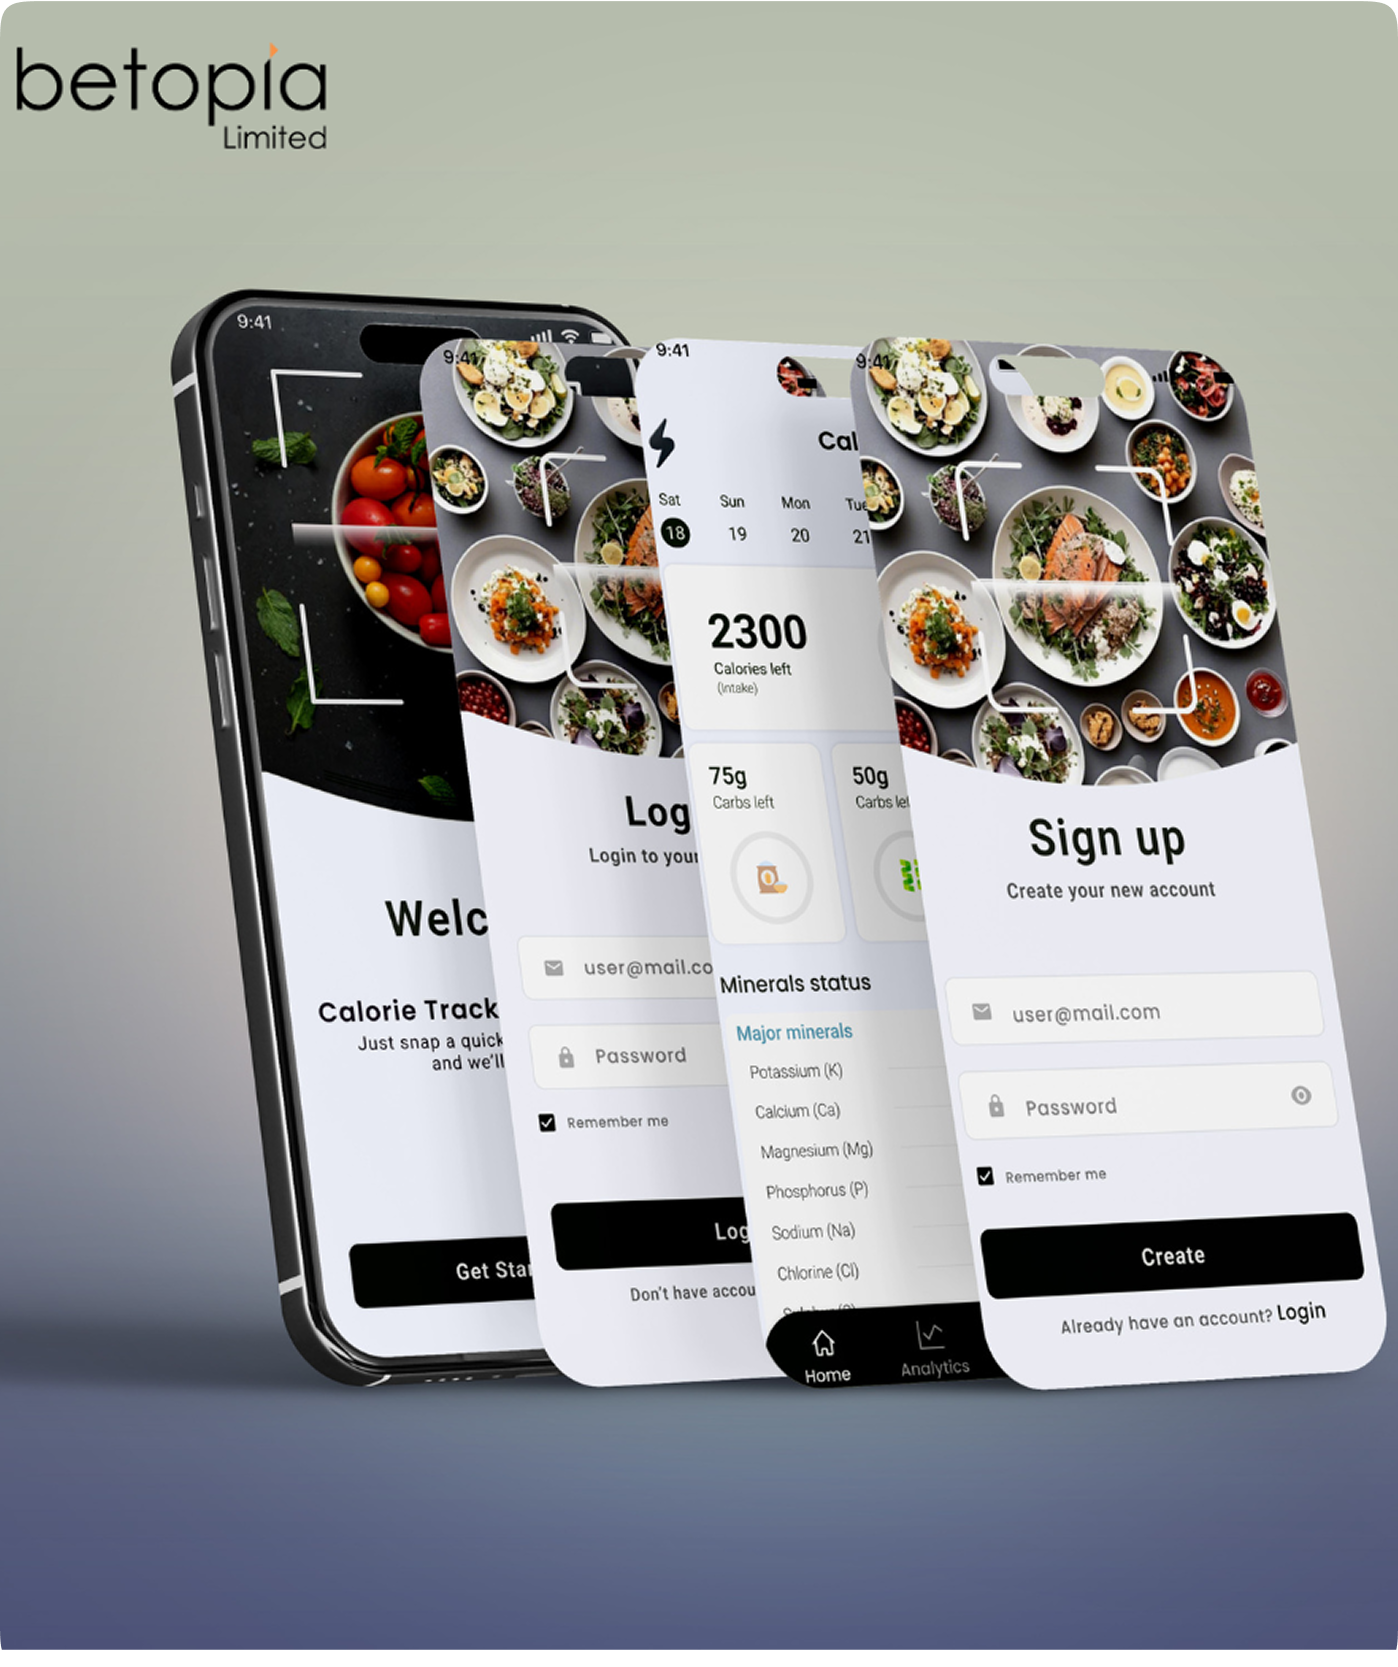 betopia
Limited
9:41
Welc
Calorie Track
Just snap a quick
and we'll
Get Star
9:41
Log
Login to your
user@mail.co
Password
Remember me
Log
Don't have accou
9:41
Cal
Sat Sun Mon Tue
18 19 20 21
2300
Calories left
(Intake)
75g
Carbs left
50g
Carbs lef
Minerals status
Major minerals
Potassium (K)
Calcium (Ca)
Magnesium (Mg)
Phosphorus (P)
Sodium (Na)
Chlorine (Cl)
Home
Analytics
9:41
Sign up
Create your new account
user@mail.com
Password
Remember me
Create
Already have an account? Login